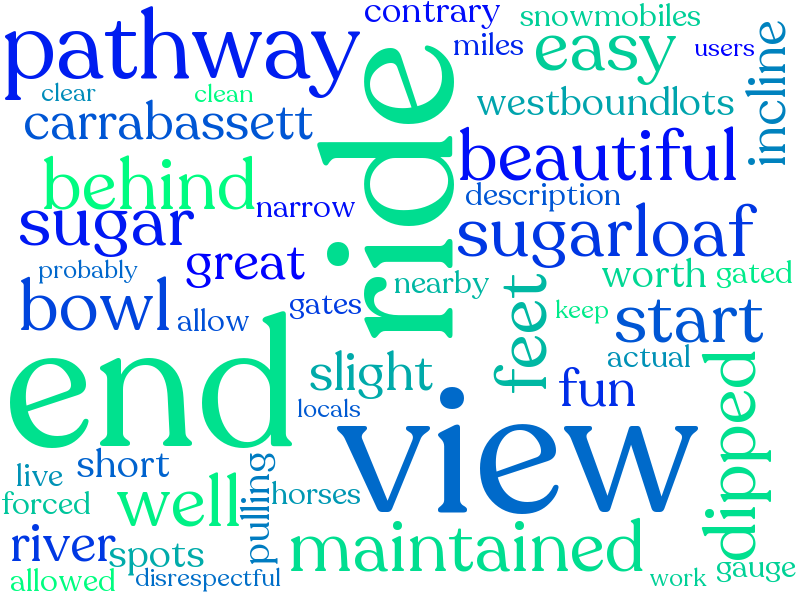 contrary
snowmobiles
pathway
easy
miles
users
incline
clear
clean
ride
westboundlots
carrabassett
beautiful
behind
description
narrow
sugar
sugarloaf
great
probably
nearby
worth
gated
bowl
allow
gates
feet
keep
start
end
slight
actual
dipped
fun
locals
view
short
live
pulling
horses
forced
well
river
spots
maintained
allowed
disrespectful
work
gauge